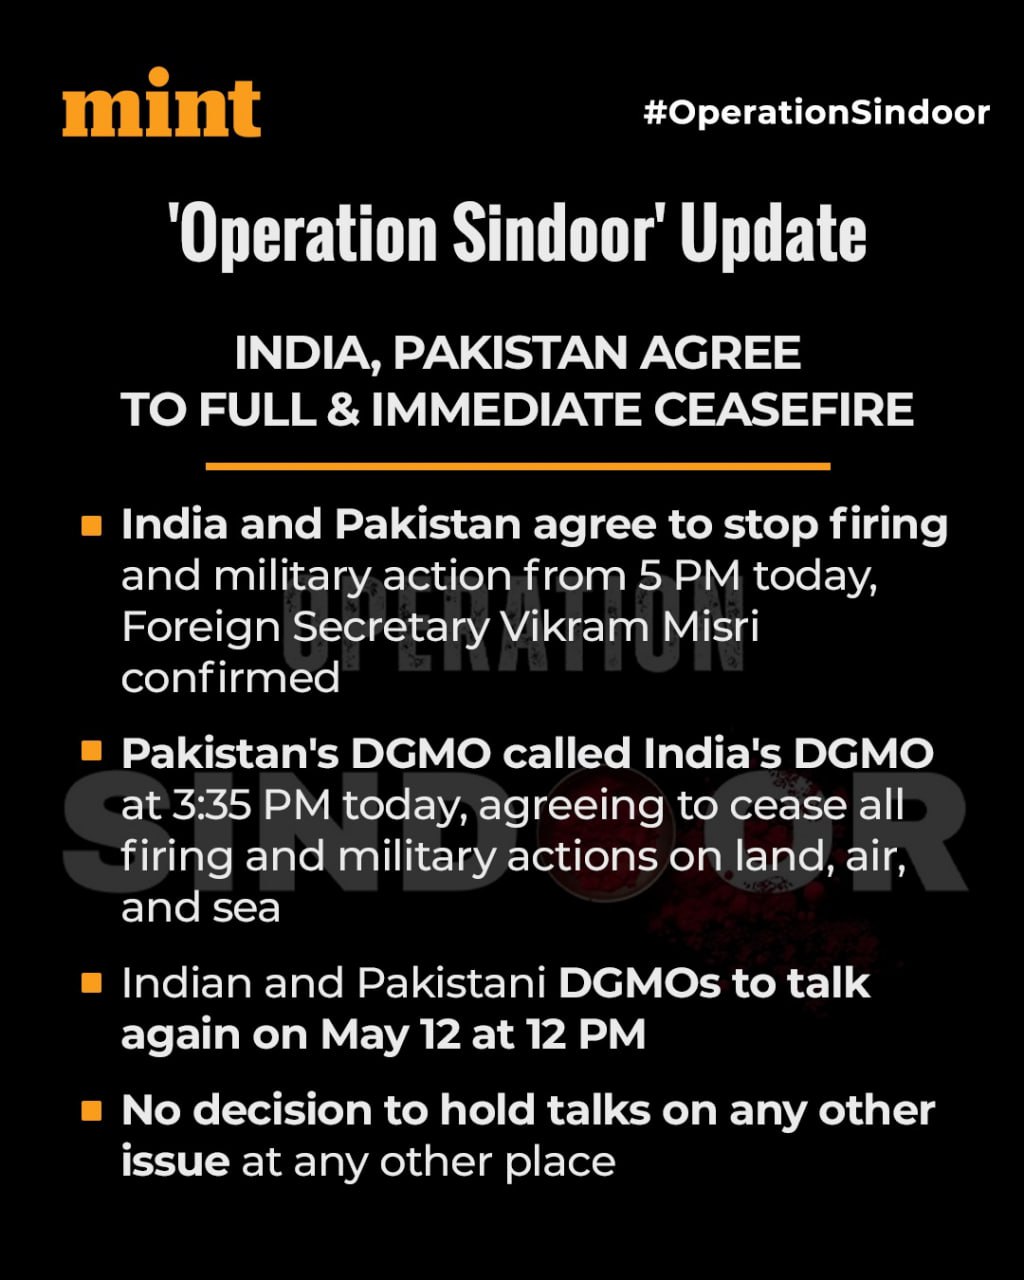 mint
#OperationSindoor
'Operation Sindoor' Update
INDIA, PAKISTAN AGREE
TO FULL & IMMEDIATE CEASEFIRE
India and Pakistan agree to stop firing
and military action from 5 PM today,
Foreign Secretary Vikram Misri
confirmed
Pakistan's DGMO called India's DGMO
at 3:35 PM today, agreeing to cease all
firing and military actions on land, air,
and sea
Indian and Pakistani DGMOs to talk
again on May 12 at 12 PM
No decision to hold talks on any other
issue at any other place
OPERATION
SINDOOR